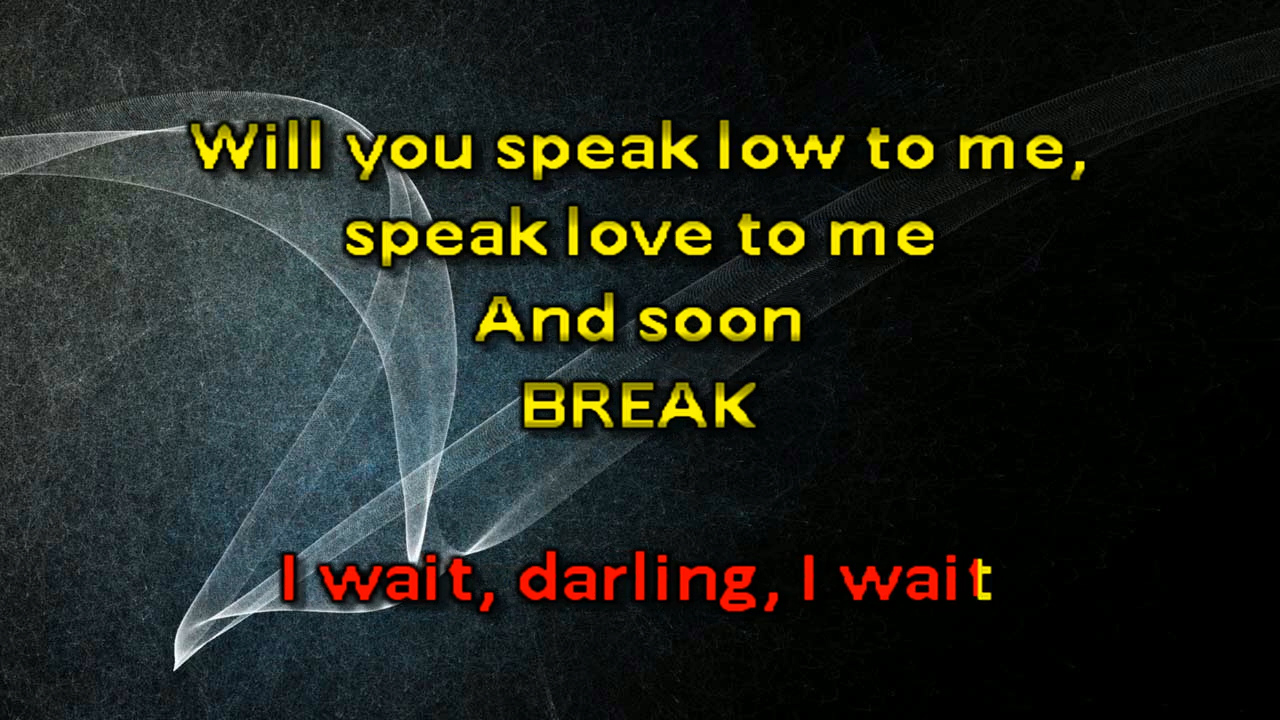 Will you speak low to me,
speak love to me
And soon
BREAK
I wait, darling, I wait